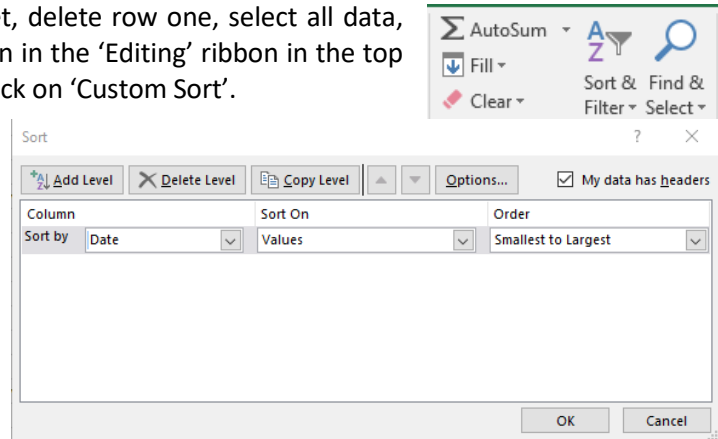 et, delete row one, select all data,
n in the ‘Editing’ ribbon in the top
ck on ‘Custom Sort’.
AutoSum
Fill
Clear
Sort & Filter
Find & Select
Sort ? ×
Add Level Delete Level Copy Level Options... My data has headers
Column Sort On Order
Sort by Date Values Smallest to Largest
OK Cancel